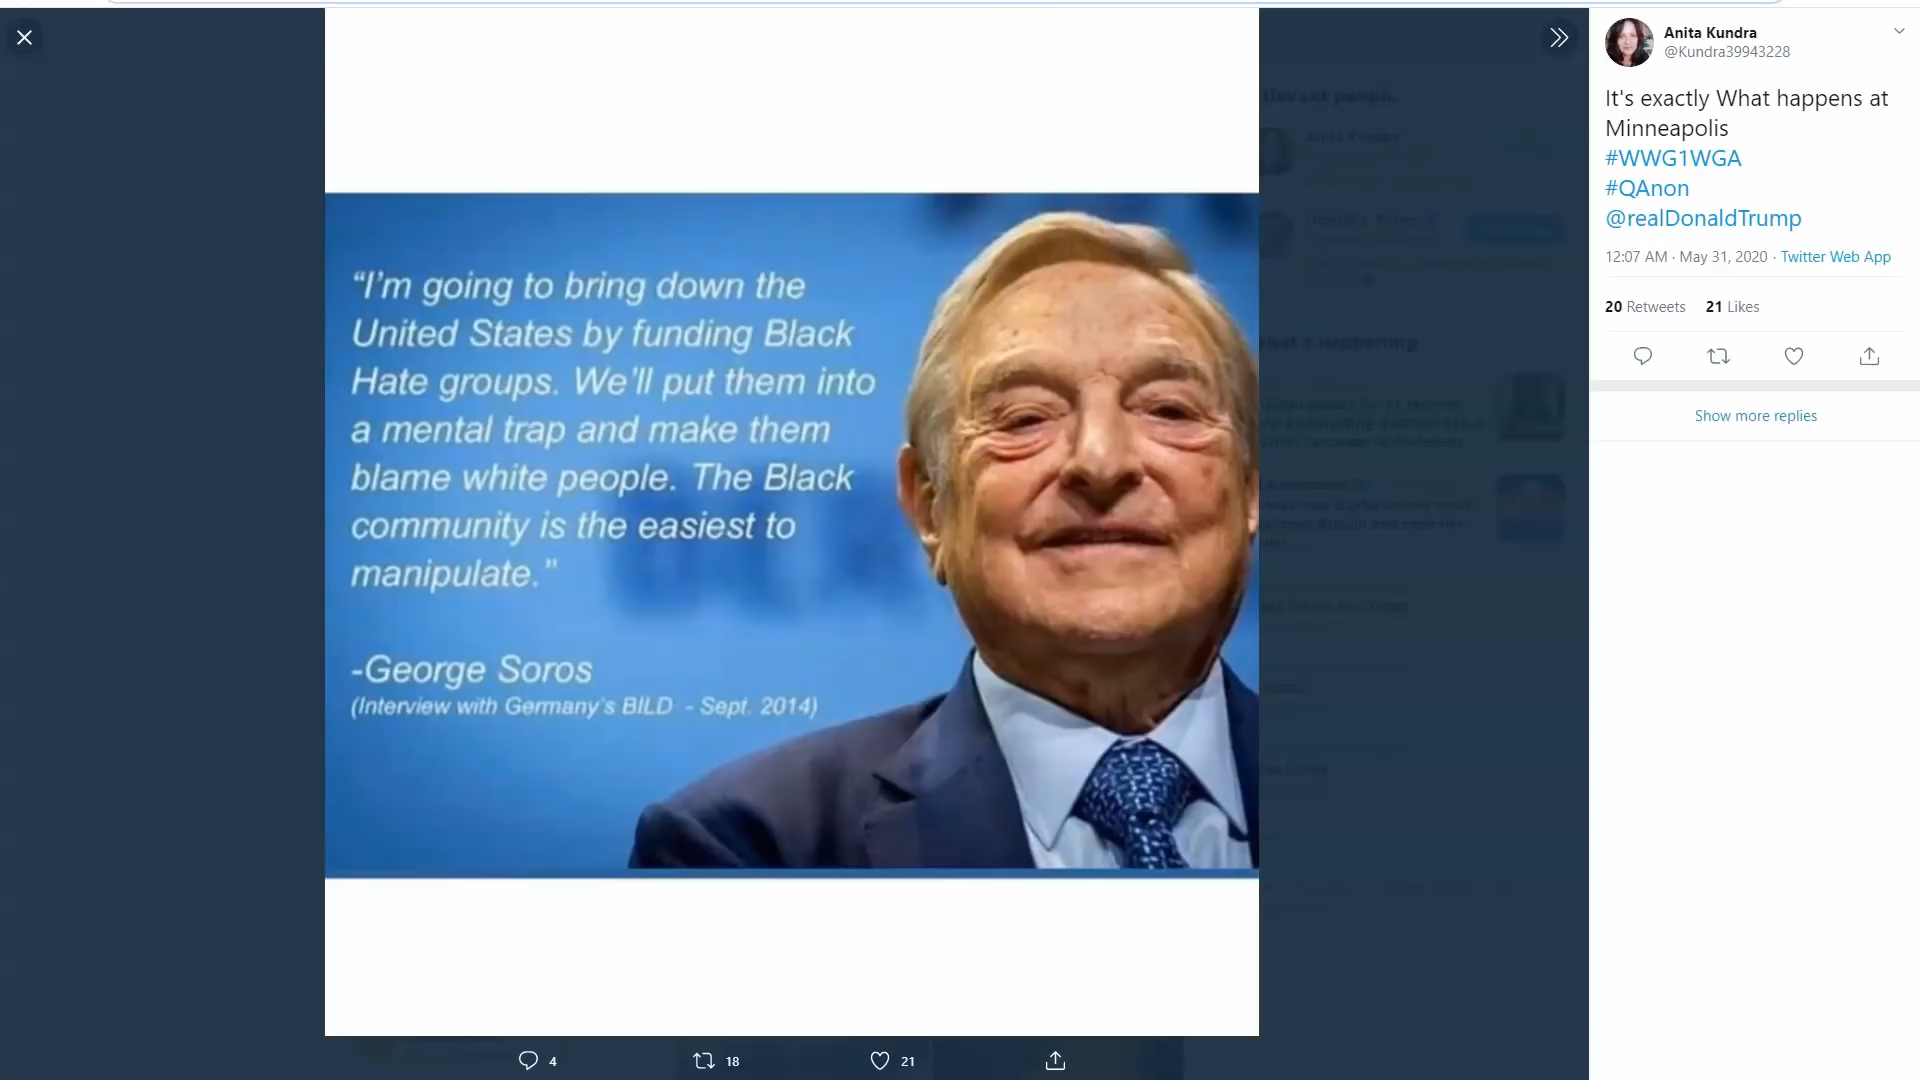 “I’m going to bring down the
United States by funding Black
Hate groups. We’ll put them into
a mental trap and make them
blame white people. The Black
community is the easiest to
manipulate.”
-George Soros
(Interview with Germany’s BILD - Sept. 2014)
4
18
21
Anita Kundra
@Kundra39943228
It's exactly What happens at
Minneapolis
#WWG1WGA
#QAnon
@realDonaldTrump
12:07 AM · May 31, 2020 · Twitter Web App
20 Retweets 21 Likes
Show more replies